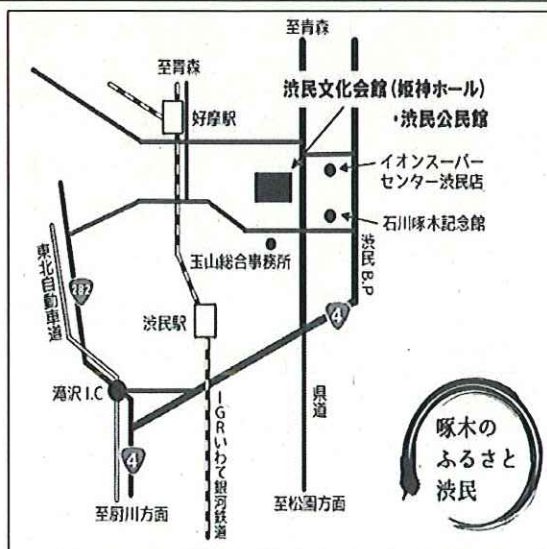 至青森
至青森
渋民文化会館(姫神ホール)
・渋民公民館
好摩駅
イオンスーパー
センター渋民店
石川啄木記念館
玉山総合事務所
渋民B.P
東北自動車道
282
渋民駅
4
滝沢I.C
IGRいわて銀河鉄道
県道
4
至厨川方面
至松園方面
啄木の
ふるさと
渋民